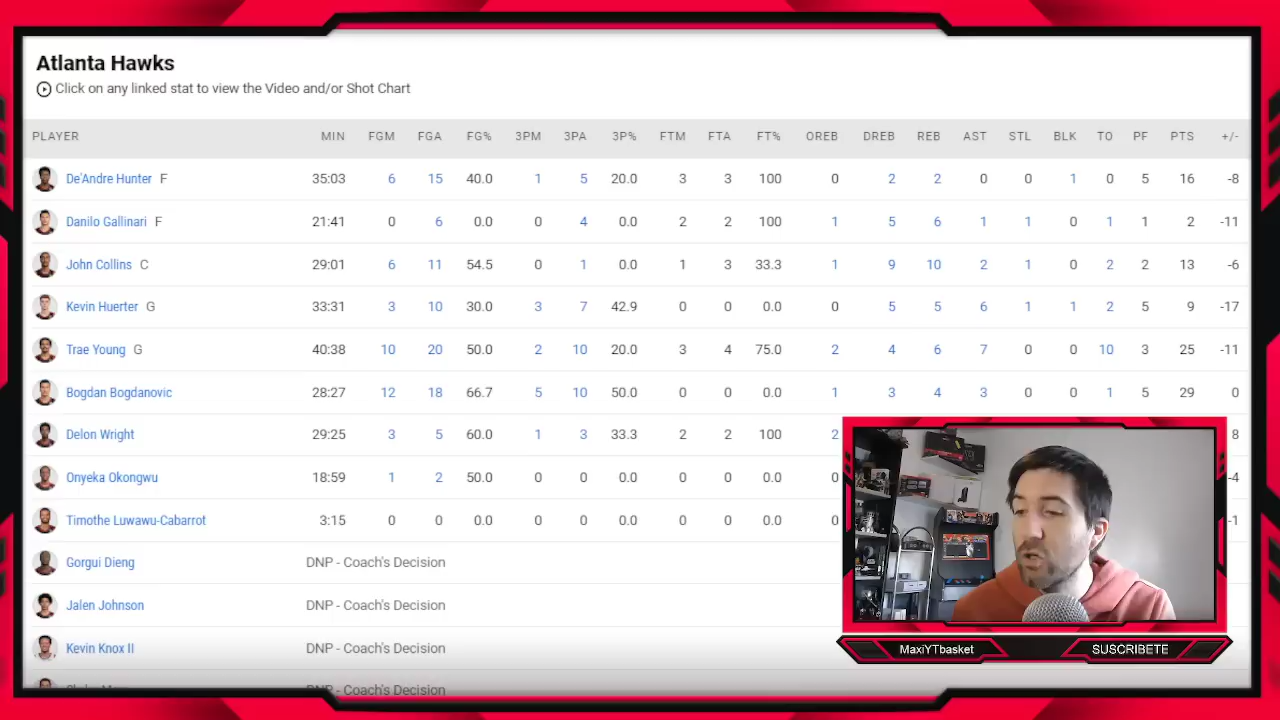 Atlanta Hawks
Click on any linked stat to view the Video and/or Shot Chart
PLAYER MIN FGM FGA FG% 3PM 3PA 3P% FTM FTA FT% OREB DREB REB AST STL BLK TO PF PTS +/-
De'Andre Hunter F 35:03 6 15 40.0 1 5 20.0 3 3 100 0 2 2 0 0 1 0 5 16 -8
Danilo Gallinari F 21:41 0 6 0.0 0 4 0.0 2 2 100 1 5 6 1 1 0 1 1 2 -11
John Collins C 29:01 6 11 54.5 0 1 0.0 1 3 33.3 1 9 10 2 1 0 2 2 13 -6
Kevin Huerter G 33:31 3 10 30.0 3 7 42.9 0 0 0.0 0 5 5 6 1 1 2 5 9 -17
Trae Young G 40:38 10 20 50.0 2 10 20.0 3 4 75.0 2 4 6 7 0 0 10 3 25 -11
Bogdan Bogdanovic 28:27 12 18 66.7 5 10 50.0 0 0 0.0 1 3 4 3 0 0 1 5 29 0
Delon Wright 29:25 3 5 60.0 1 3 33.3 2 2 100 2 8
Onyeka Okongwu 18:59 1 2 50.0 0 0 0.0 0 0 0.0 0 -4
Timothe Luwawu-Cabarrot 3:15 0 0 0.0 0 0 0.0 0 0 0.0 0 -1
Gorgui Dieng DNP - Coach's Decision
Jalen Johnson DNP - Coach's Decision
Kevin Knox II DNP - Coach's Decision
DNP - Coach's Decision
MaxiYTbasket
SUSCRIBETE